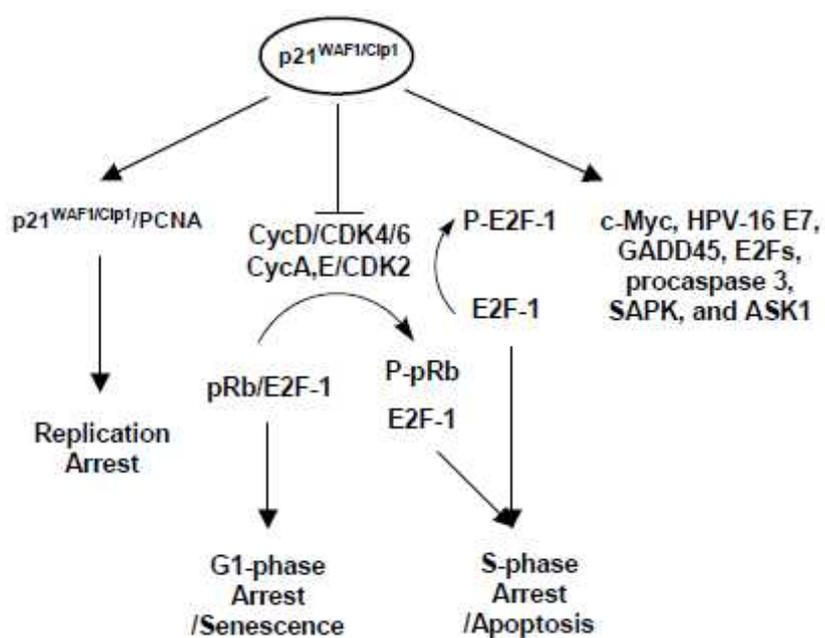 p21WAF1/Cip1
p21WAF1/Cip1/PCNA
CycD/CDK4/6
CycA,E/CDK2
P-E2F-1
E2F-1
c-Myc, HPV-16 E7,
GADD45, E2Fs,
procaspase 3,
SAPK, and ASK1
pRb/E2F-1
P-pRb
E2F-1
Replication
Arrest
G1-phase
Arrest
/Senescence
S-phase
Arrest
/Apoptosis